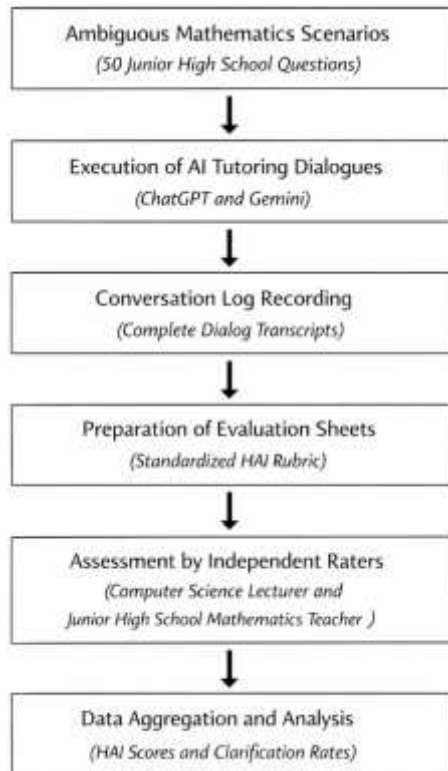 Ambiguous Mathematics Scenarios
(50 Junior High School Questions)
Execution of AI Tutoring Dialogues
(ChatGPT and Gemini)
Conversation Log Recording
(Complete Dialog Transcripts)
Preparation of Evaluation Sheets
(Standardized HAI Rubric)
Assessment by Independent Raters
(Computer Science Lecturer and
Junior High School Mathematics Teacher )
Data Aggregation and Analysis
(HAI Scores and Clarification Rates)